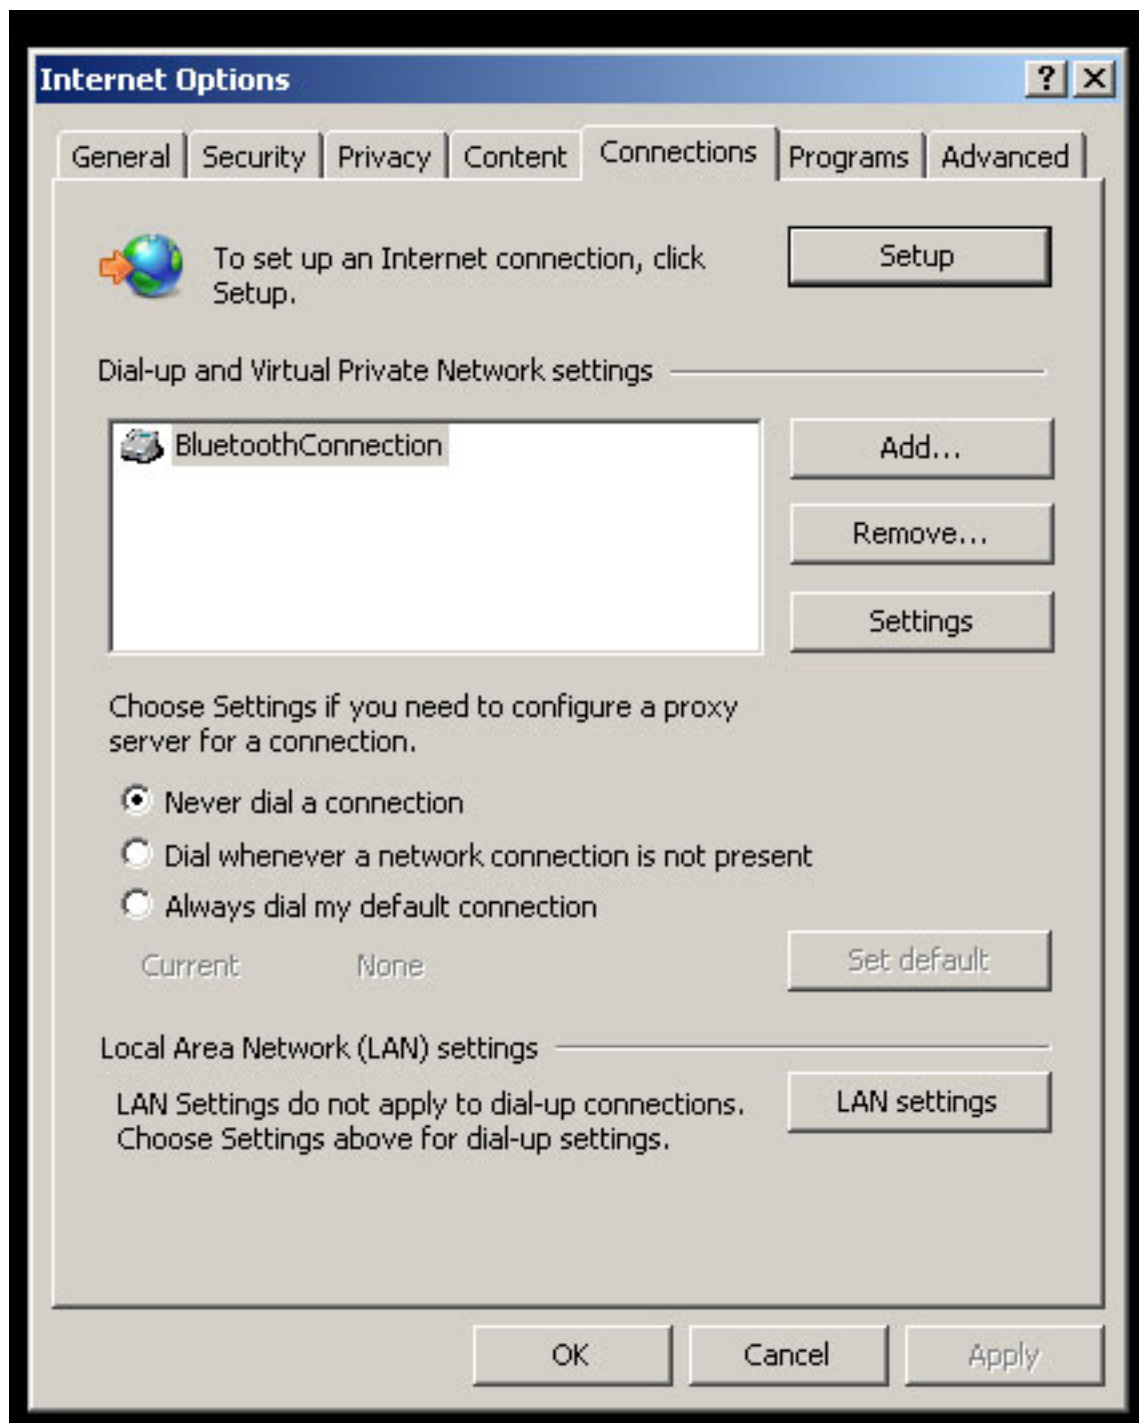 Internet Options
General Security Privacy Content Connections Programs Advanced
To set up an Internet connection, click
Setup.
Setup
Dial-up and Virtual Private Network settings
BluetoothConnection
Add...
Remove...
Settings
Choose Settings if you need to configure a proxy
server for a connection.
Never dial a connection
Dial whenever a network connection is not present
Always dial my default connection
Current None
Set default
Local Area Network (LAN) settings
LAN Settings do not apply to dial-up connections.
Choose Settings above for dial-up settings.
LAN settings
OK Cancel Apply